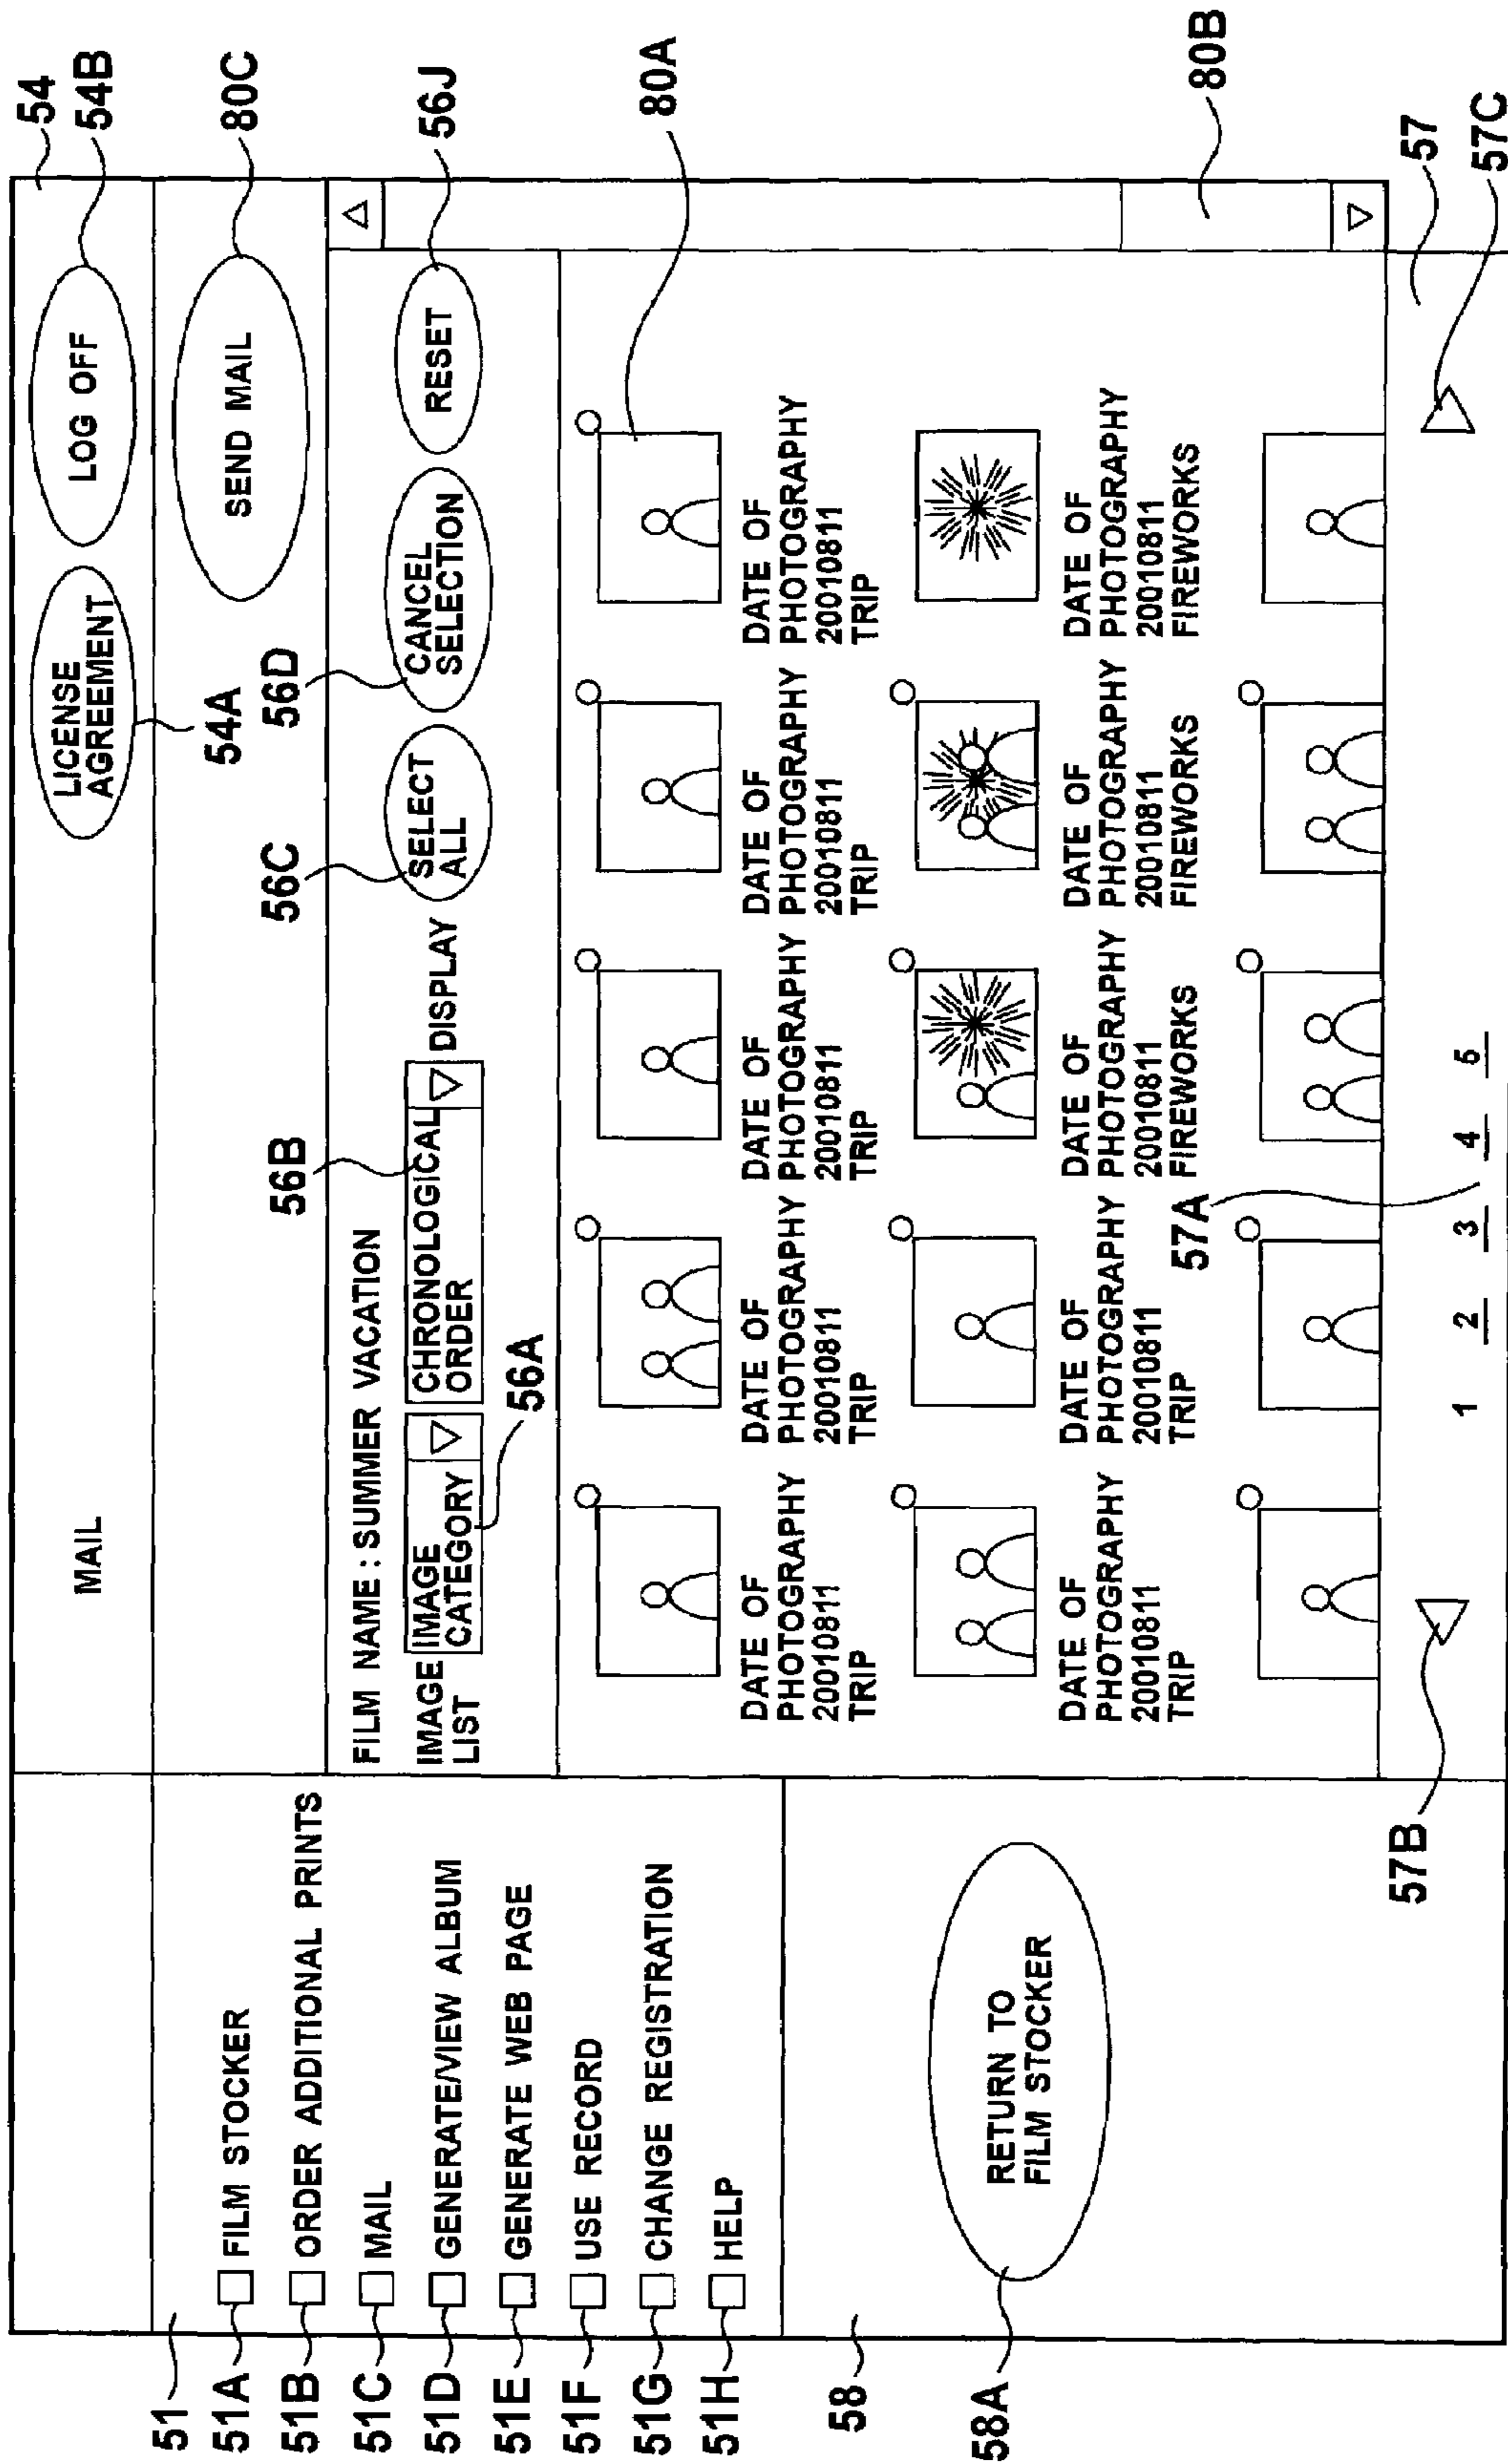 54
54B
80C
56J
80A
80B
57
57C
MAIL
LICENSE
AGREEMENT
LOG OFF
54A
SEND MAIL
51
51A
FILM STOCKER
51B
ORDER ADDITIONAL PRINTS
51C
MAIL
51D
GENERATE/VIEW ALBUM
51E
GENERATE WEB PAGE
51F
USE RECORD
51G
CHANGE REGISTRATION
51H
HELP
58
58A
RETURN TO
FILM STOCKER
56B
56C
56D
FILM NAME : SUMMER VACATION
IMAGE
LIST
IMAGE
CATEGORY
CHRONOLOGICAL
ORDER
DISPLAY
SELECT
ALL
CANCEL
SELECTION
RESET
56A
DATE OF
PHOTOGRAPHY
20010811
TRIP
DATE OF
PHOTOGRAPHY
20010811
TRIP
DATE OF
PHOTOGRAPHY
20010811
TRIP
DATE OF
PHOTOGRAPHY
20010811
TRIP
DATE OF
PHOTOGRAPHY
20010811
TRIP
DATE OF
PHOTOGRAPHY
20010811
TRIP
DATE OF
PHOTOGRAPHY
20010811
TRIP
DATE OF
PHOTOGRAPHY
20010811
FIREWORKS
DATE OF
PHOTOGRAPHY
20010811
FIREWORKS
DATE OF
PHOTOGRAPHY
20010811
FIREWORKS
57A
57B
1 2 3 4 5